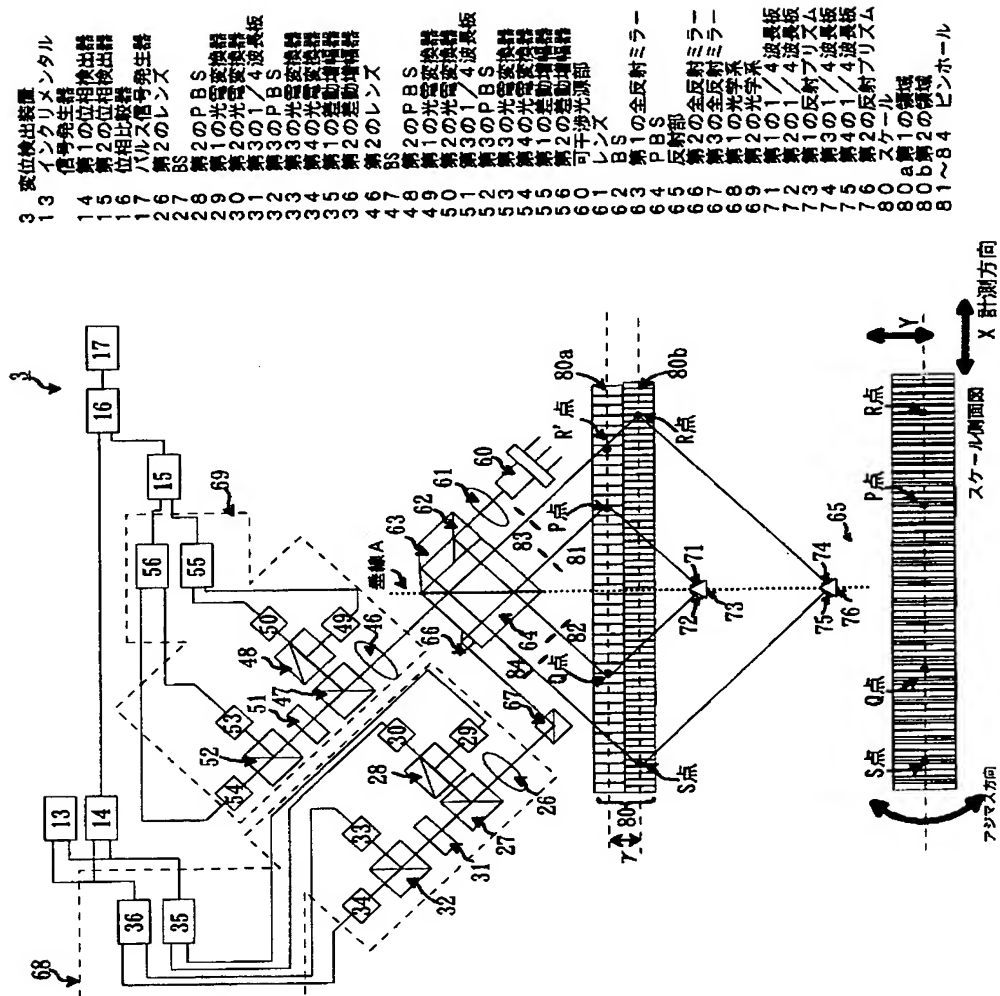 3 変位検出装置
13 インクリメンタル
信号発生器
14 第1の位相検出器
15 第2の位相検出器
16 位相比較器
17 パルス信号発生器
26 第2のレンズ
27 BS
28 第2のPBS
29 第1の光電変換器
30 第2の光電変換器
31 第3の1/4波長板
32 第3のPBS
33 第3の光電変換器
34 第4の光電変換器
35 第1の差動増幅器
36 第2の差動増幅器
46 第2のレンズ
47 BS
48 第2のPBS
49 第1の光電変換器
50 第2の光電変換器
51 第3の1/4波長板
52 第3のPBS
53 第3の光電変換器
54 第4の光電変換器
55 第1の差動増幅器
56 第2の差動増幅器
60 可干渉光源部
61 レンズ
62 BS
63 第1の全反射ミラー
64 PBS
65 反射部
66 第2の全反射ミラー
67 第3の全反射ミラー
68 第1の光学系
69 第2の光学系
71 第1の1/4波長板
72 第2の1/4波長板
73 第1の反射プリズム
74 第3の1/4波長板
75 第4の1/4波長板
76 第2の反射プリズム
80 スケール
80a 第1の領域
80b 第2の領域
81~84 ピンホール
3
17
16
15
69
56
55
50
49
48
46
47
51
53
52
54
13
14
36
35
68
34
33
32
31
30
29
28
27
26
67
66
64
63
62
61
60
垂線A
83
81
82
84
80a
80b
R'点
R点
P点
Q点
S点
80
r
71
72
73
74
75
76
65
R点
P点
Q点
S点
Y
X 計測方向
スケール側面図
アジマス方向